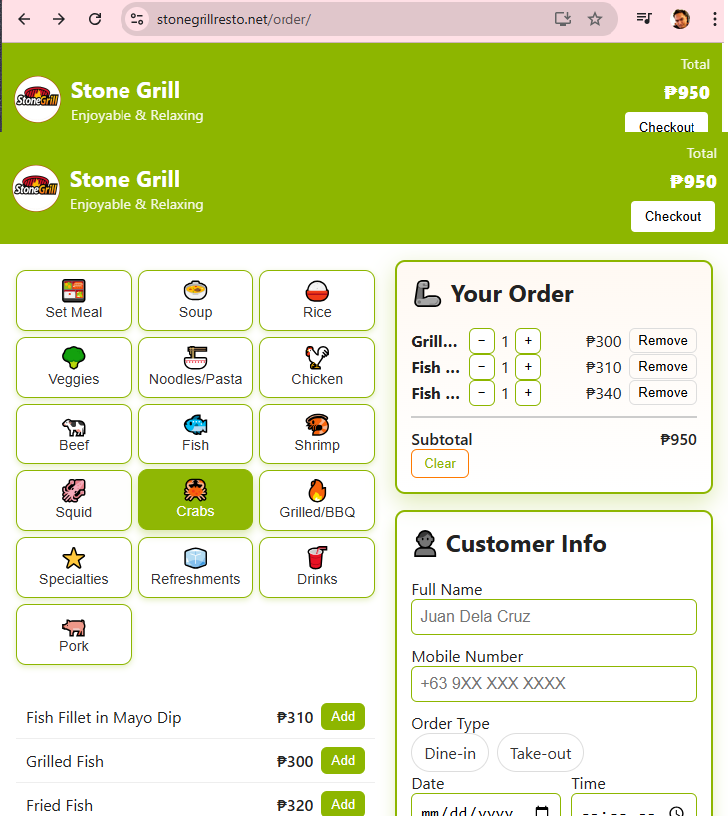 stonegrillresto.net/order/
StoneGrill
Stone Grill
Enjoyable & Relaxing
Total
₱950
Checkout
StoneGrill
Stone Grill
Enjoyable & Relaxing
Total
₱950
Checkout
Set Meal
Soup
Rice
Veggies
Noodles/Pasta
Chicken
Beef
Fish
Shrimp
Squid
Crabs
Grilled/BBQ
Specialties
Refreshments
Drinks
Pork
Fish Fillet in Mayo Dip ₱310 Add
Grilled Fish ₱300 Add
Fried Fish ₱320 Add
Your Order
Grill... − 1 + ₱300 Remove
Fish ... − 1 + ₱310 Remove
Fish ... − 1 + ₱340 Remove
Subtotal ₱950
Clear
Customer Info
Full Name
Juan Dela Cruz
Mobile Number
+63 9XX XXX XXXX
Order Type
Dine-in Take-out
Date Time
mm/dd/yyyy --:-- --